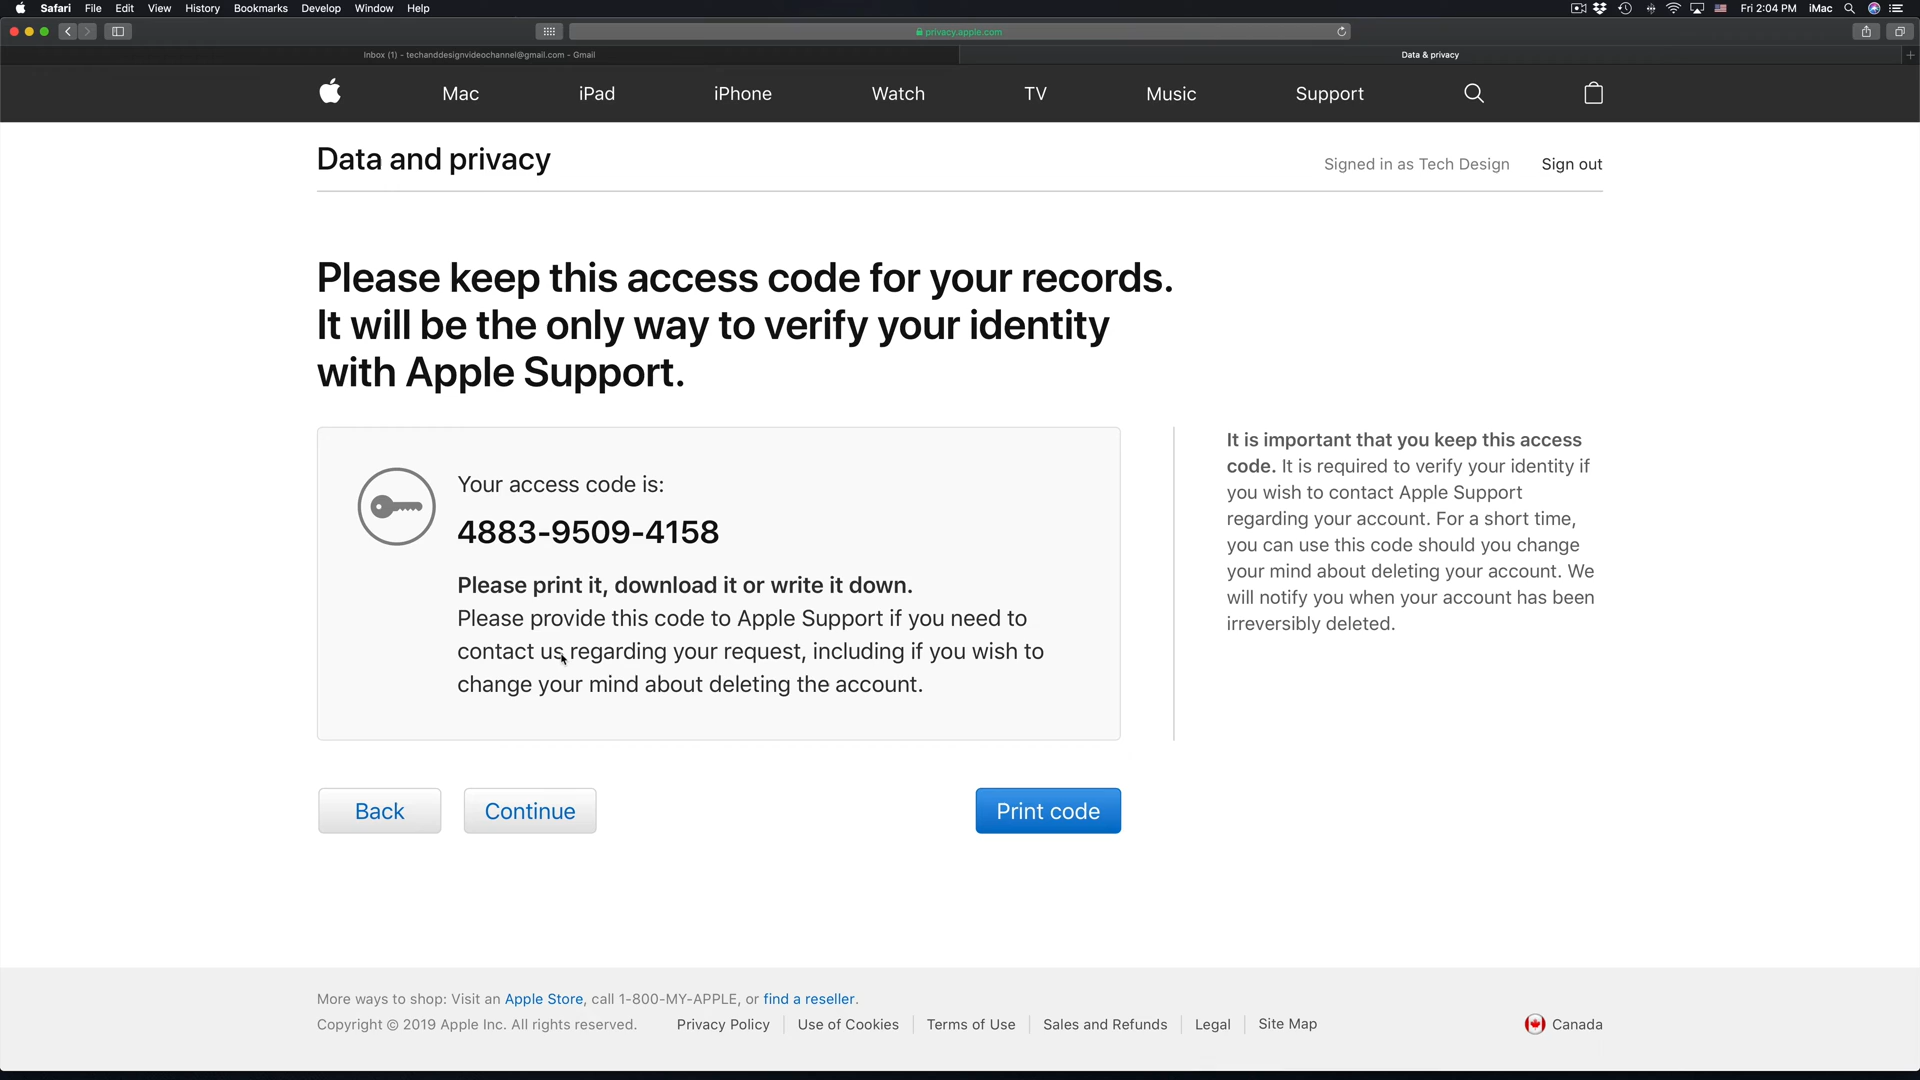 Safari File Edit View History Bookmarks Develop Window Help Fri 2:04 PM iMac
privacy.apple.com
Inbox (1) - techanddesignvideochannel@gmail.com - Gmail Data & privacy
Mac iPad iPhone Watch TV Music Support
Data and privacy Signed in as Tech Design Sign out
Please keep this access code for your records.
It will be the only way to verify your identity
with Apple Support.
Your access code is:
4883-9509-4158
Please print it, download it or write it down.
Please provide this code to Apple Support if you need to
contact us regarding your request, including if you wish to
change your mind about deleting the account.
It is important that you keep this access
code. It is required to verify your identity if
you wish to contact Apple Support
regarding your account. For a short time,
you can use this code should you change
your mind about deleting your account. We
will notify you when your account has been
irreversibly deleted.
Back Continue Print code
More ways to shop: Visit an Apple Store, call 1-800-MY-APPLE, or find a reseller.
Copyright © 2019 Apple Inc. All rights reserved. Privacy Policy Use of Cookies Terms of Use Sales and Refunds Legal Site Map Canada